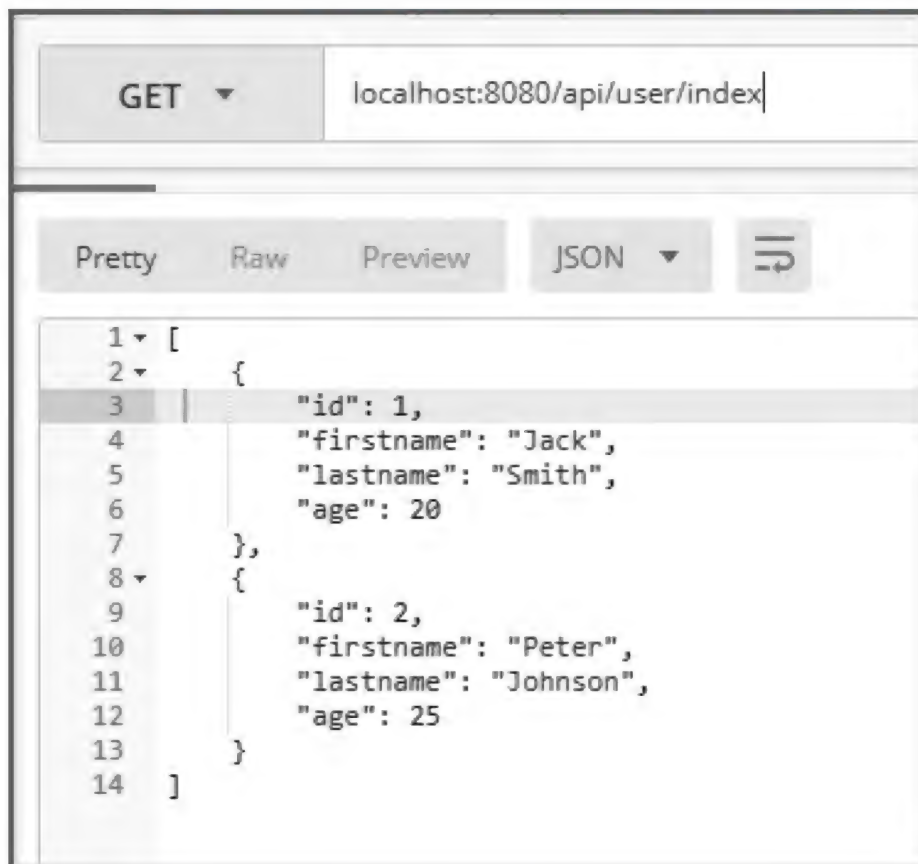 GET localhost:8080/api/user/index
Pretty Raw Preview JSON
1 [
2 {
3 "id": 1,
4 "firstname": "Jack",
5 "lastname": "Smith",
6 "age": 20
7 },
8 {
9 "id": 2,
10 "firstname": "Peter",
11 "lastname": "Johnson",
12 "age": 25
13 }
14 ]